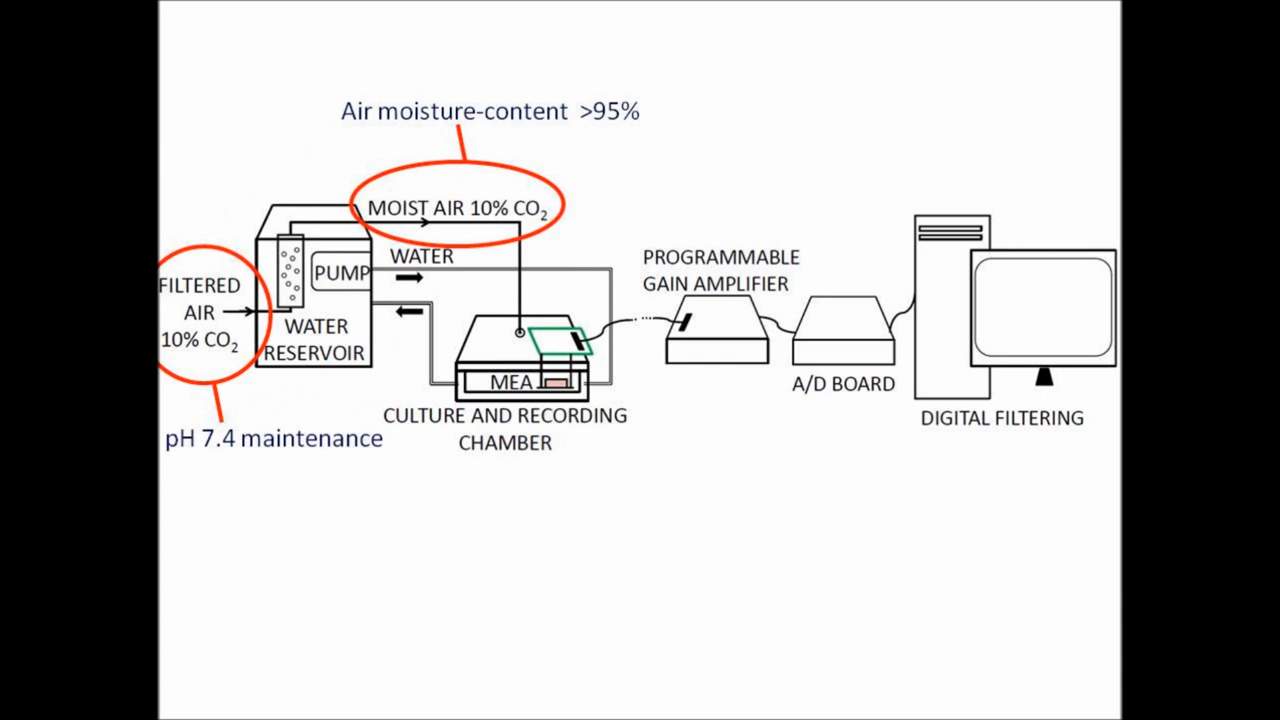 Air moisture-content >95%
MOIST AIR 10% CO₂
WATER
PUMP
FILTERED
AIR
10% CO₂
WATER
RESERVOIR
pH 7.4 maintenance
MEA
CULTURE AND RECORDING
CHAMBER
PROGRAMMABLE
GAIN AMPLIFIER
A/D BOARD
DIGITAL FILTERING